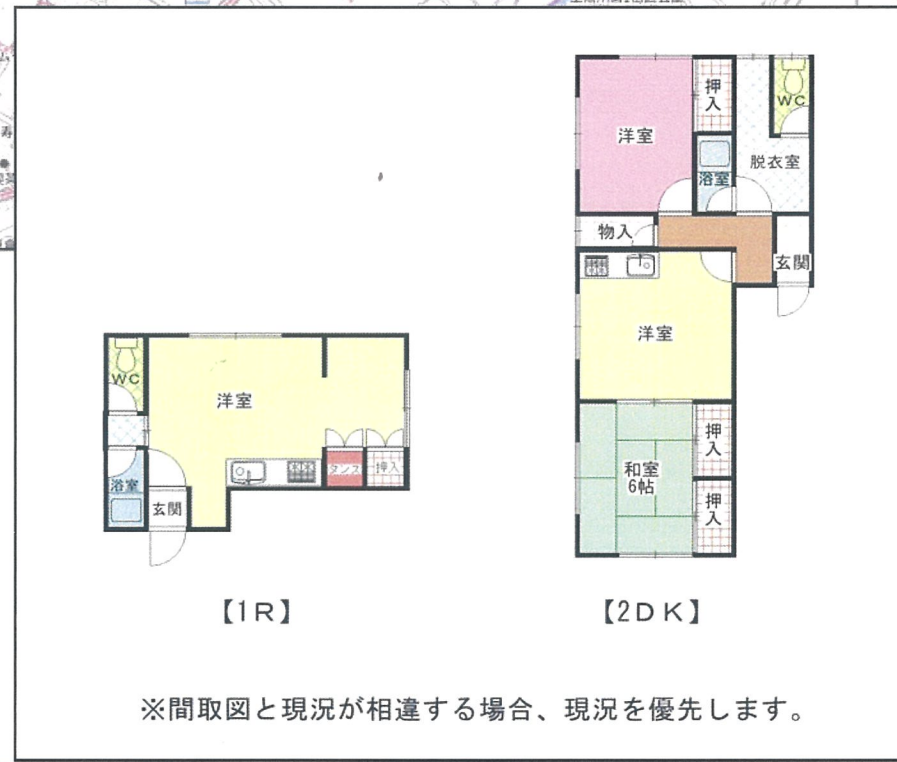 洋室
押入
WC
浴室
脱衣室
物入
玄関
洋室
和室
6帖
押入
押入
WC
洋室
浴室
玄関
タンス
押入
【1R】
【2DK】
※間取図と現況が相違する場合、現況を優先します。